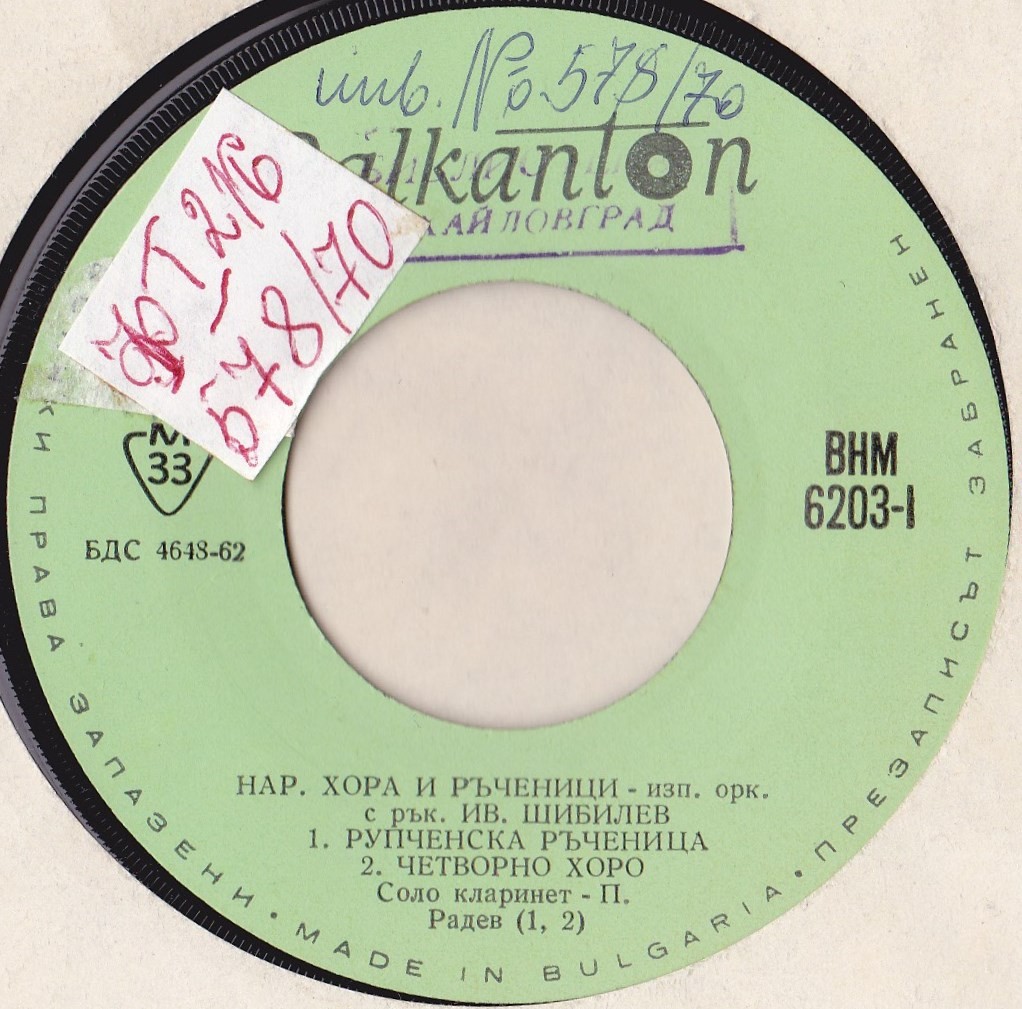 инв. № 578/70
Balkanton
ХАЙЛОВГРАД
578/70
М
33
БДС 4648-62
ВНМ
6203-I
НАР. ХОРА И РЪЧЕНИЦИ - изп. орк.
с рък. ИВ. ШИБИЛЕВ
1. РУПЧЕНСКА РЪЧЕНИЦА
2. ЧЕТВОРНО ХОРО
Соло кларинет - П.
Радев (1, 2)
КИ ПРАВА ЗАПАЗЕНИ • MADE IN BULGARIA • ПРЕЗАПИСЪТ ЗАБРАНЕН